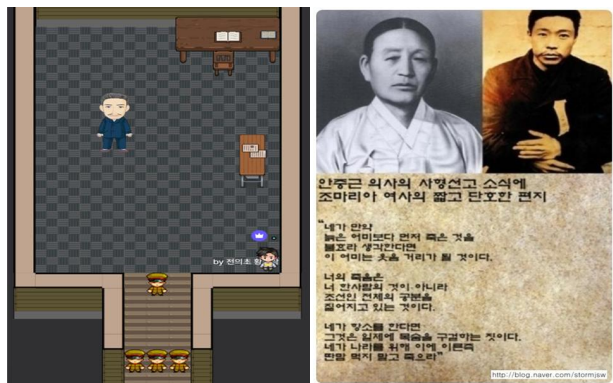 by 전의초
안중근 의사의 사형선고 소식에
조마리아 여사의 짧고 단호한 편지
"네가 만약
늙은 어미보다 먼저 죽은 것을
불효라 생각한다면
이 어미는 웃음 거리가 될 것이다.
너의 죽음은
너 한사람의 것이 아니라
조선인 전체의 공분을
짊어지고 있는 것이다.
네가 항소를 한다면
그것은 일제에 목숨을 구걸하는 짓이다.
네가 나라를 위해 이에 이른즉
딴맘 먹지 말고 죽으라"
http://blog.naver.com/stormjsw